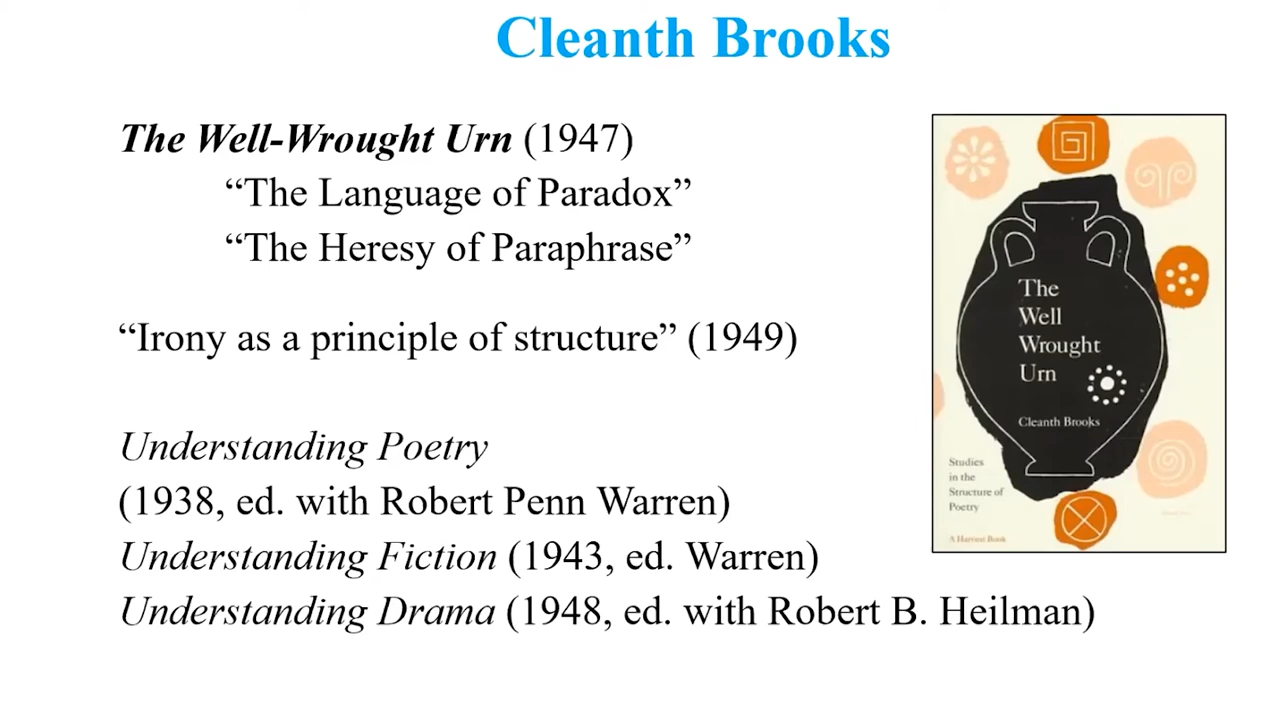 Cleanth Brooks
The Well-Wrought Urn (1947)
“The Language of Paradox”
“The Heresy of Paraphrase”
“Irony as a principle of structure” (1949)
Understanding Poetry
(1938, ed. with Robert Penn Warren)
Understanding Fiction (1943, ed. Warren)
Understanding Drama (1948, ed. with Robert B. Heilman)
The
Well
Wrought
Urn
Cleanth Brooks
Studies
in the
Structure of
Poetry
A Harvest Book